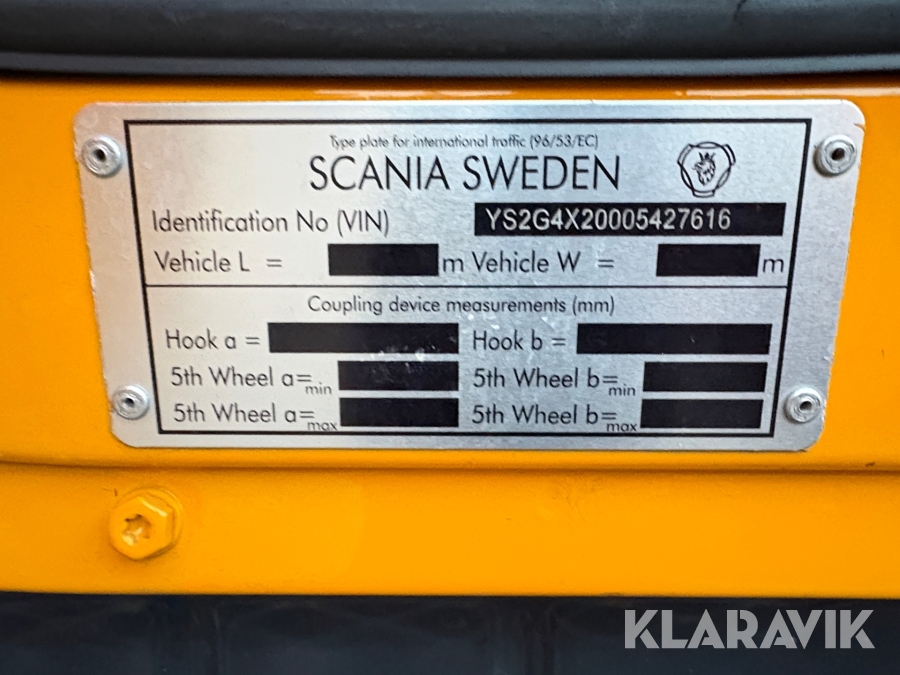 Type plate for international traffic (96/53/EC)
SCANIA SWEDEN
Identification No (VIN) YS2G4X20005427616
Vehicle L = m Vehicle W = m
Coupling device measurements (mm)
Hook a = Hook b =
5th Wheel a=min 5th Wheel b=min
5th Wheel a=max 5th Wheel b=max
KLARAVIK